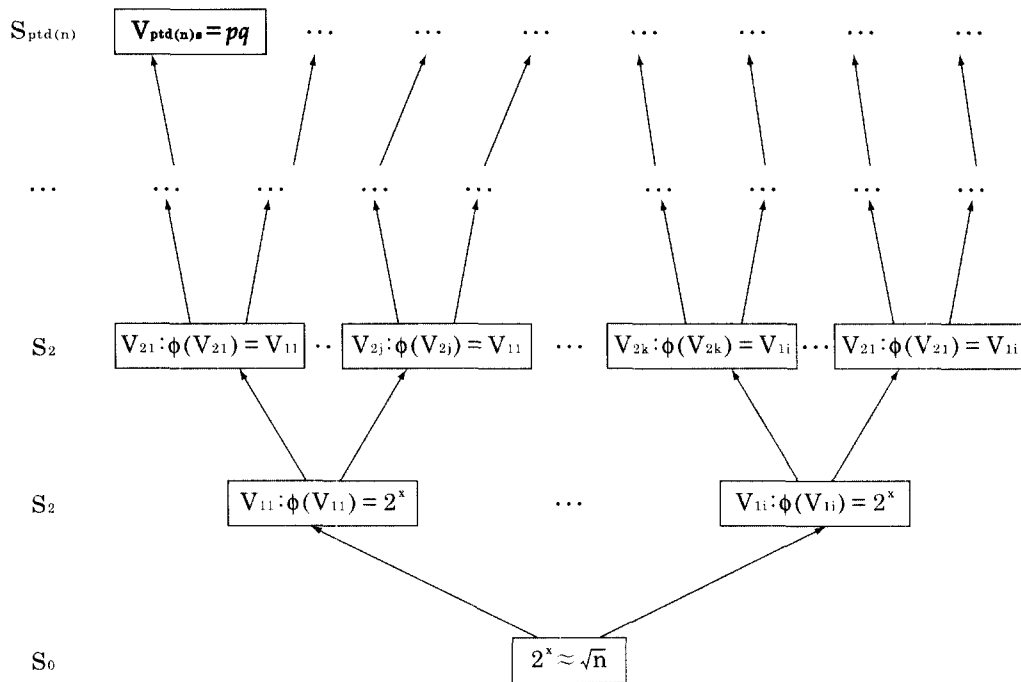 S_ptd(n) V_ptd(n)s = pq ... ... ... ... ... ... ...
... ... ... ... ... ... ... ... ...
S₂ V₂₁:ϕ(V₂₁) = V₁₁ ·· V₂ⱼ:ϕ(V₂ⱼ) = V₁₁ ... V₂ₖ:ϕ(V₂ₖ) = V₁ᵢ ... V₂₁:ϕ(V₂₁) = V₁ᵢ
S₂ V₁₁:ϕ(V₁₁) = 2ˣ ... V₁ᵢ:ϕ(V₁ᵢ) = 2ˣ
S₀ 2ˣ ≈ √n